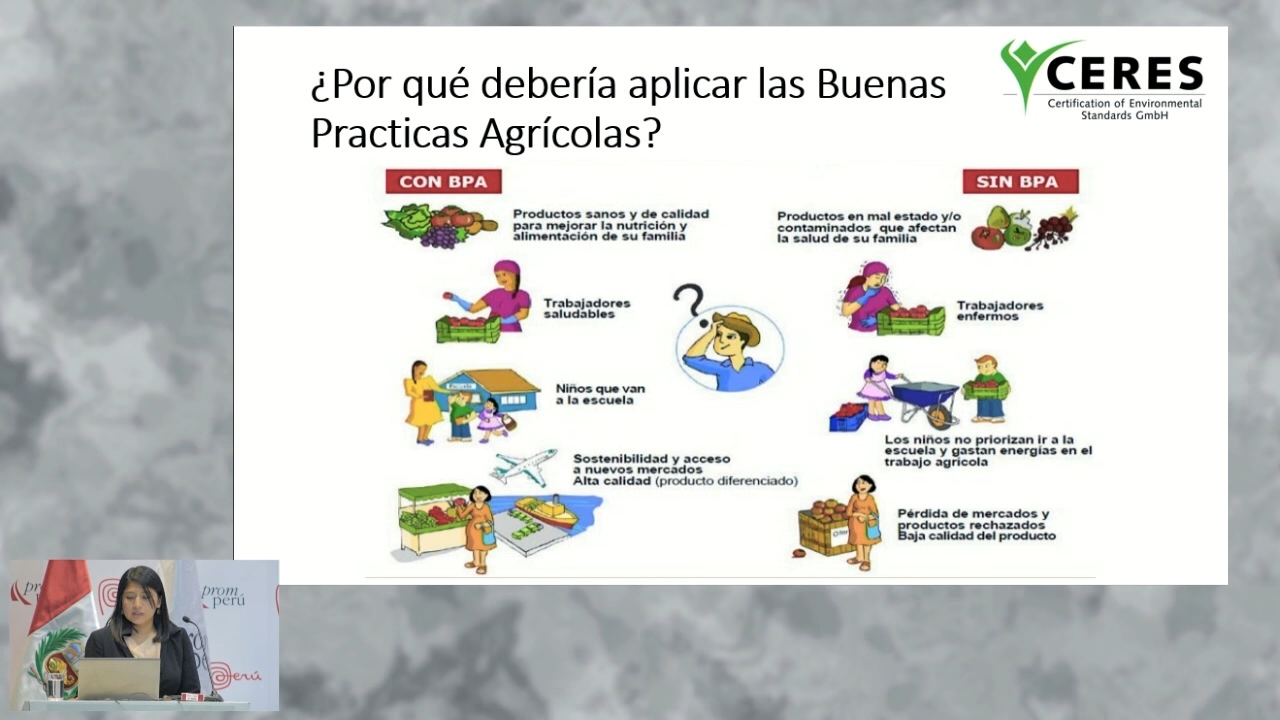 ¿Por qué debería aplicar las Buenas
Practicas Agrícolas?
CERES
Certification of Environmental
Standards GmbH
CON BPA
Productos sanos y de calidad
para mejorar la nutrición y
alimentación de su familia
Trabajadores
saludables
Escuela
Niños que van
a la escuela
Sostenibilidad y acceso
a nuevos mercados
Alta calidad (producto diferenciado)
SIN BPA
Productos en mal estado y/o
contaminados que afectan
la salud de su familia
Trabajadores
enfermos
Los niños no priorizan ir a la
escuela y gastan energías en el
trabajo agrícola
Pérdida de mercados y
productos rechazados
Baja calidad del producto
?
prom
perú
Perú